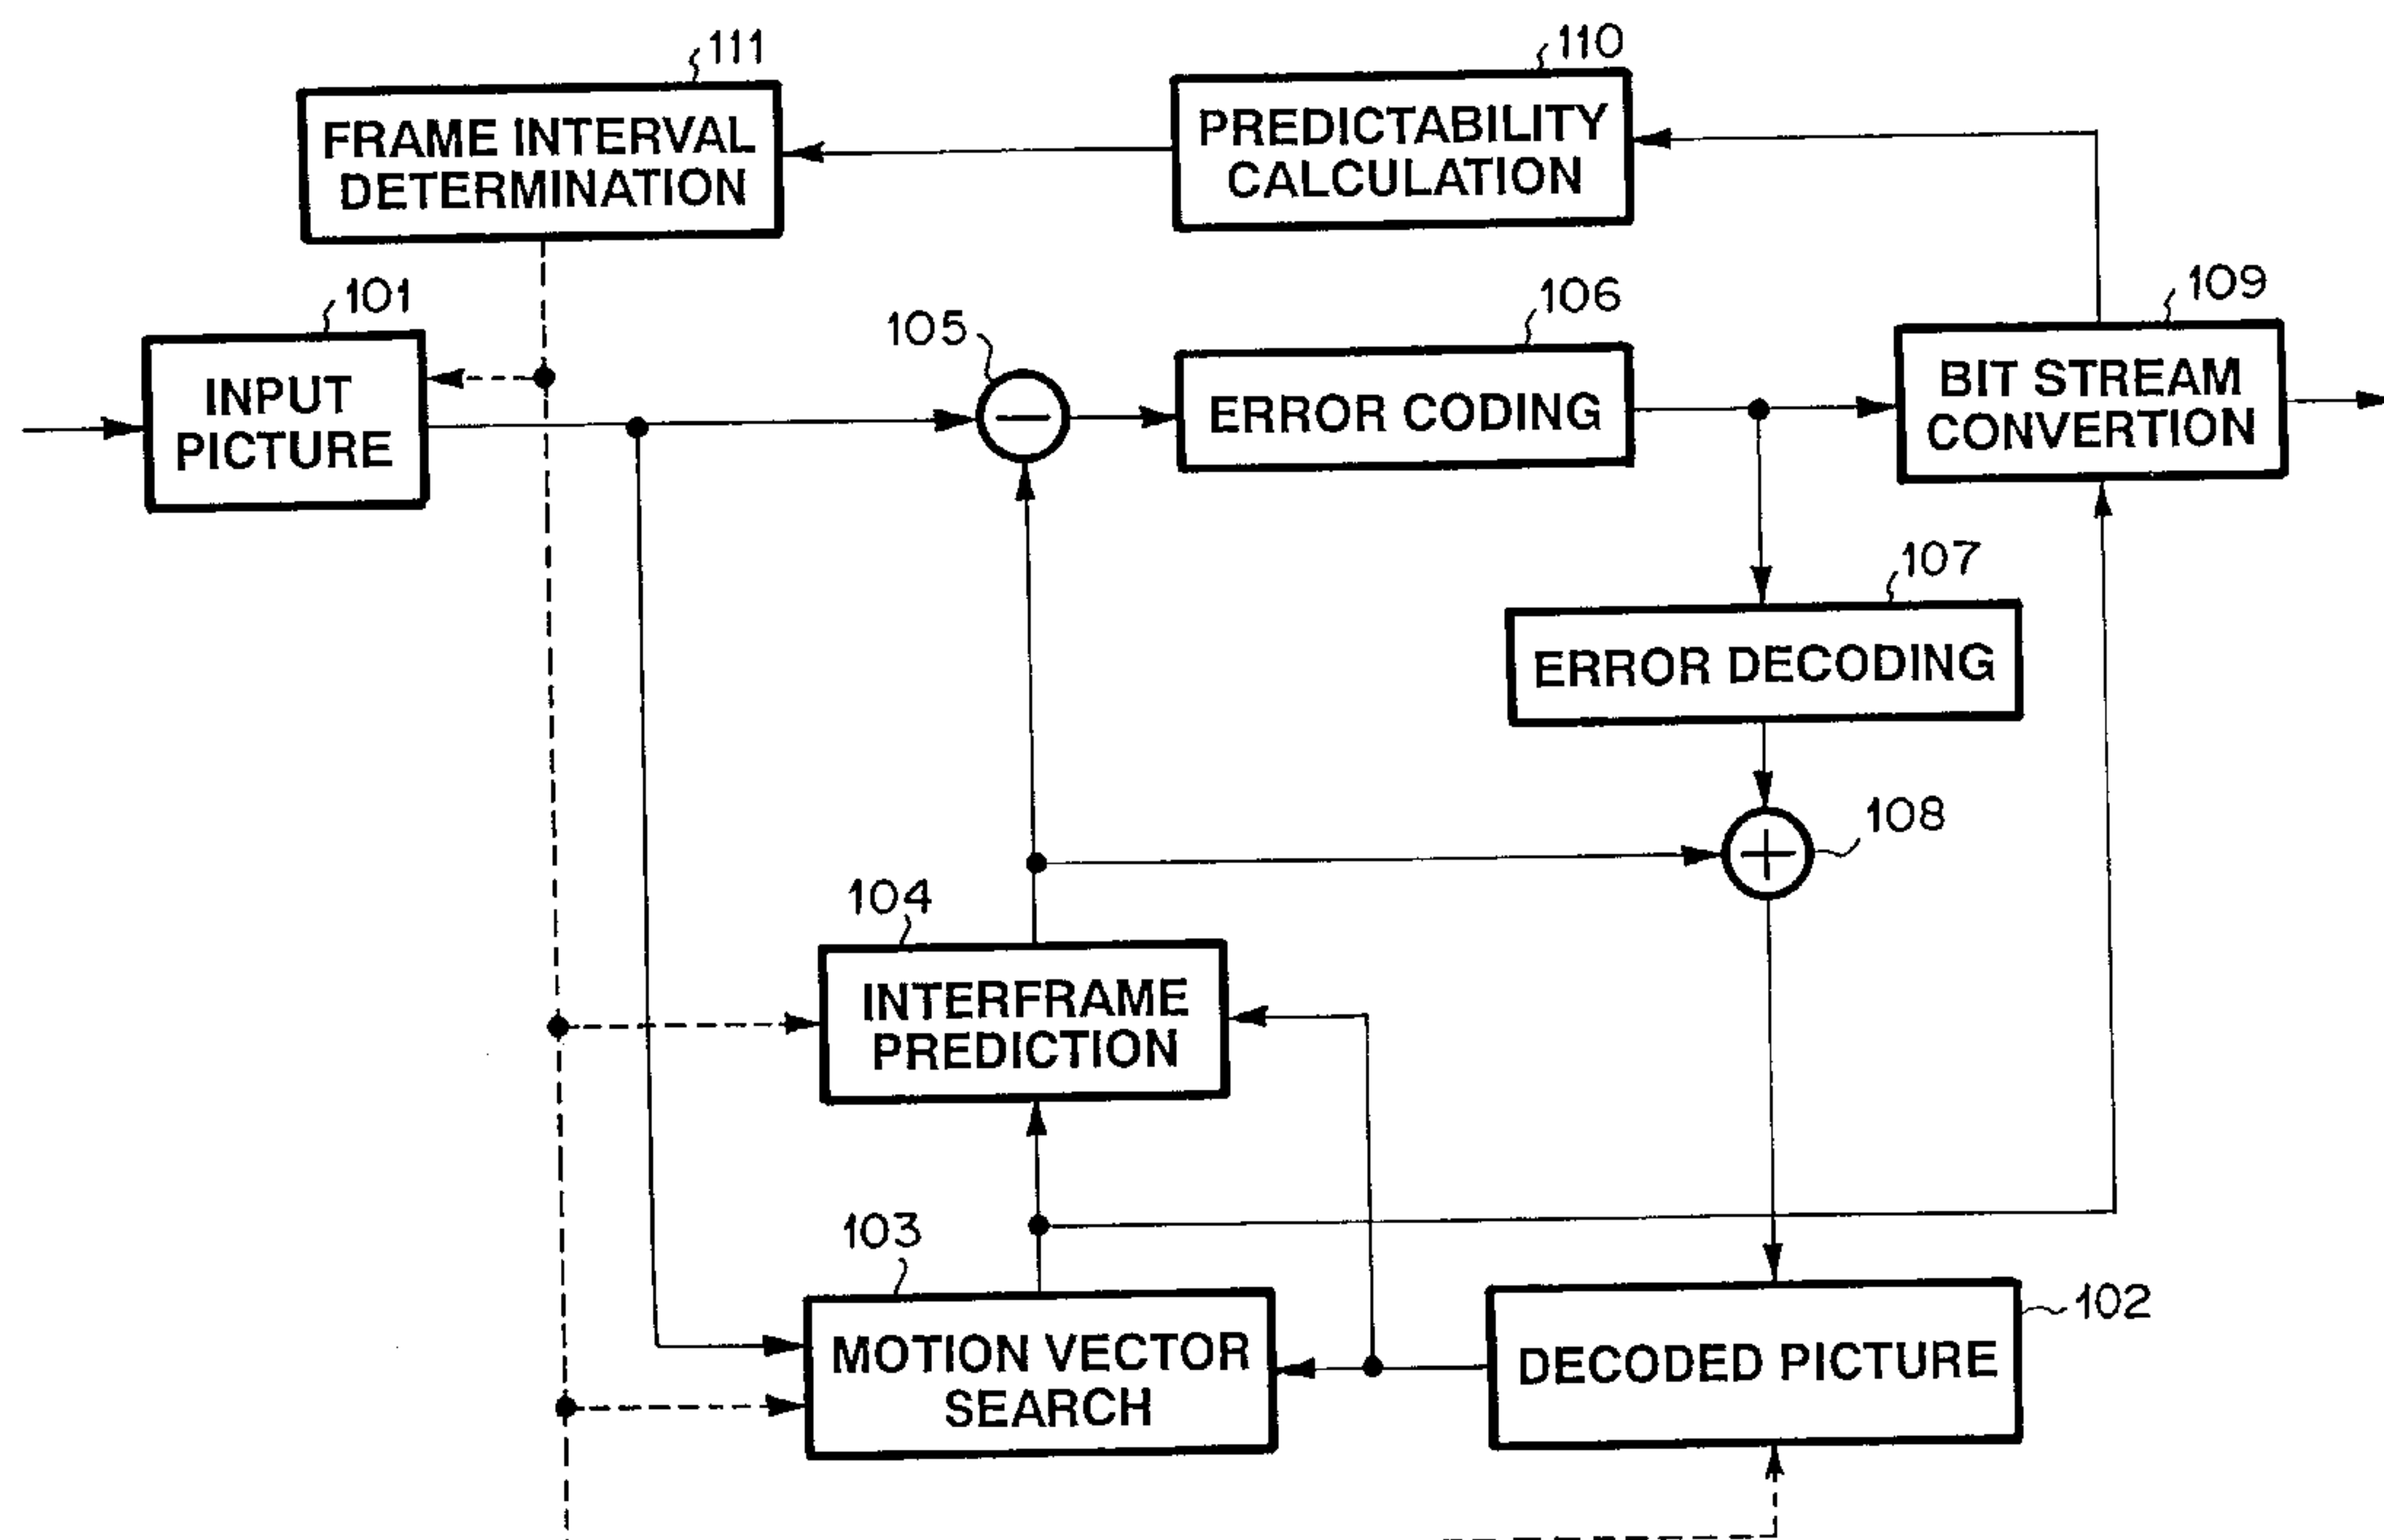 111
FRAME INTERVAL
DETERMINATION
110
PREDICTABILITY
CALCULATION
101
INPUT
PICTURE
105
106
ERROR CODING
109
BIT STREAM
CONVERTION
107
ERROR DECODING
108
104
INTERFRAME
PREDICTION
103
MOTION VECTOR
SEARCH
102
DECODED PICTURE